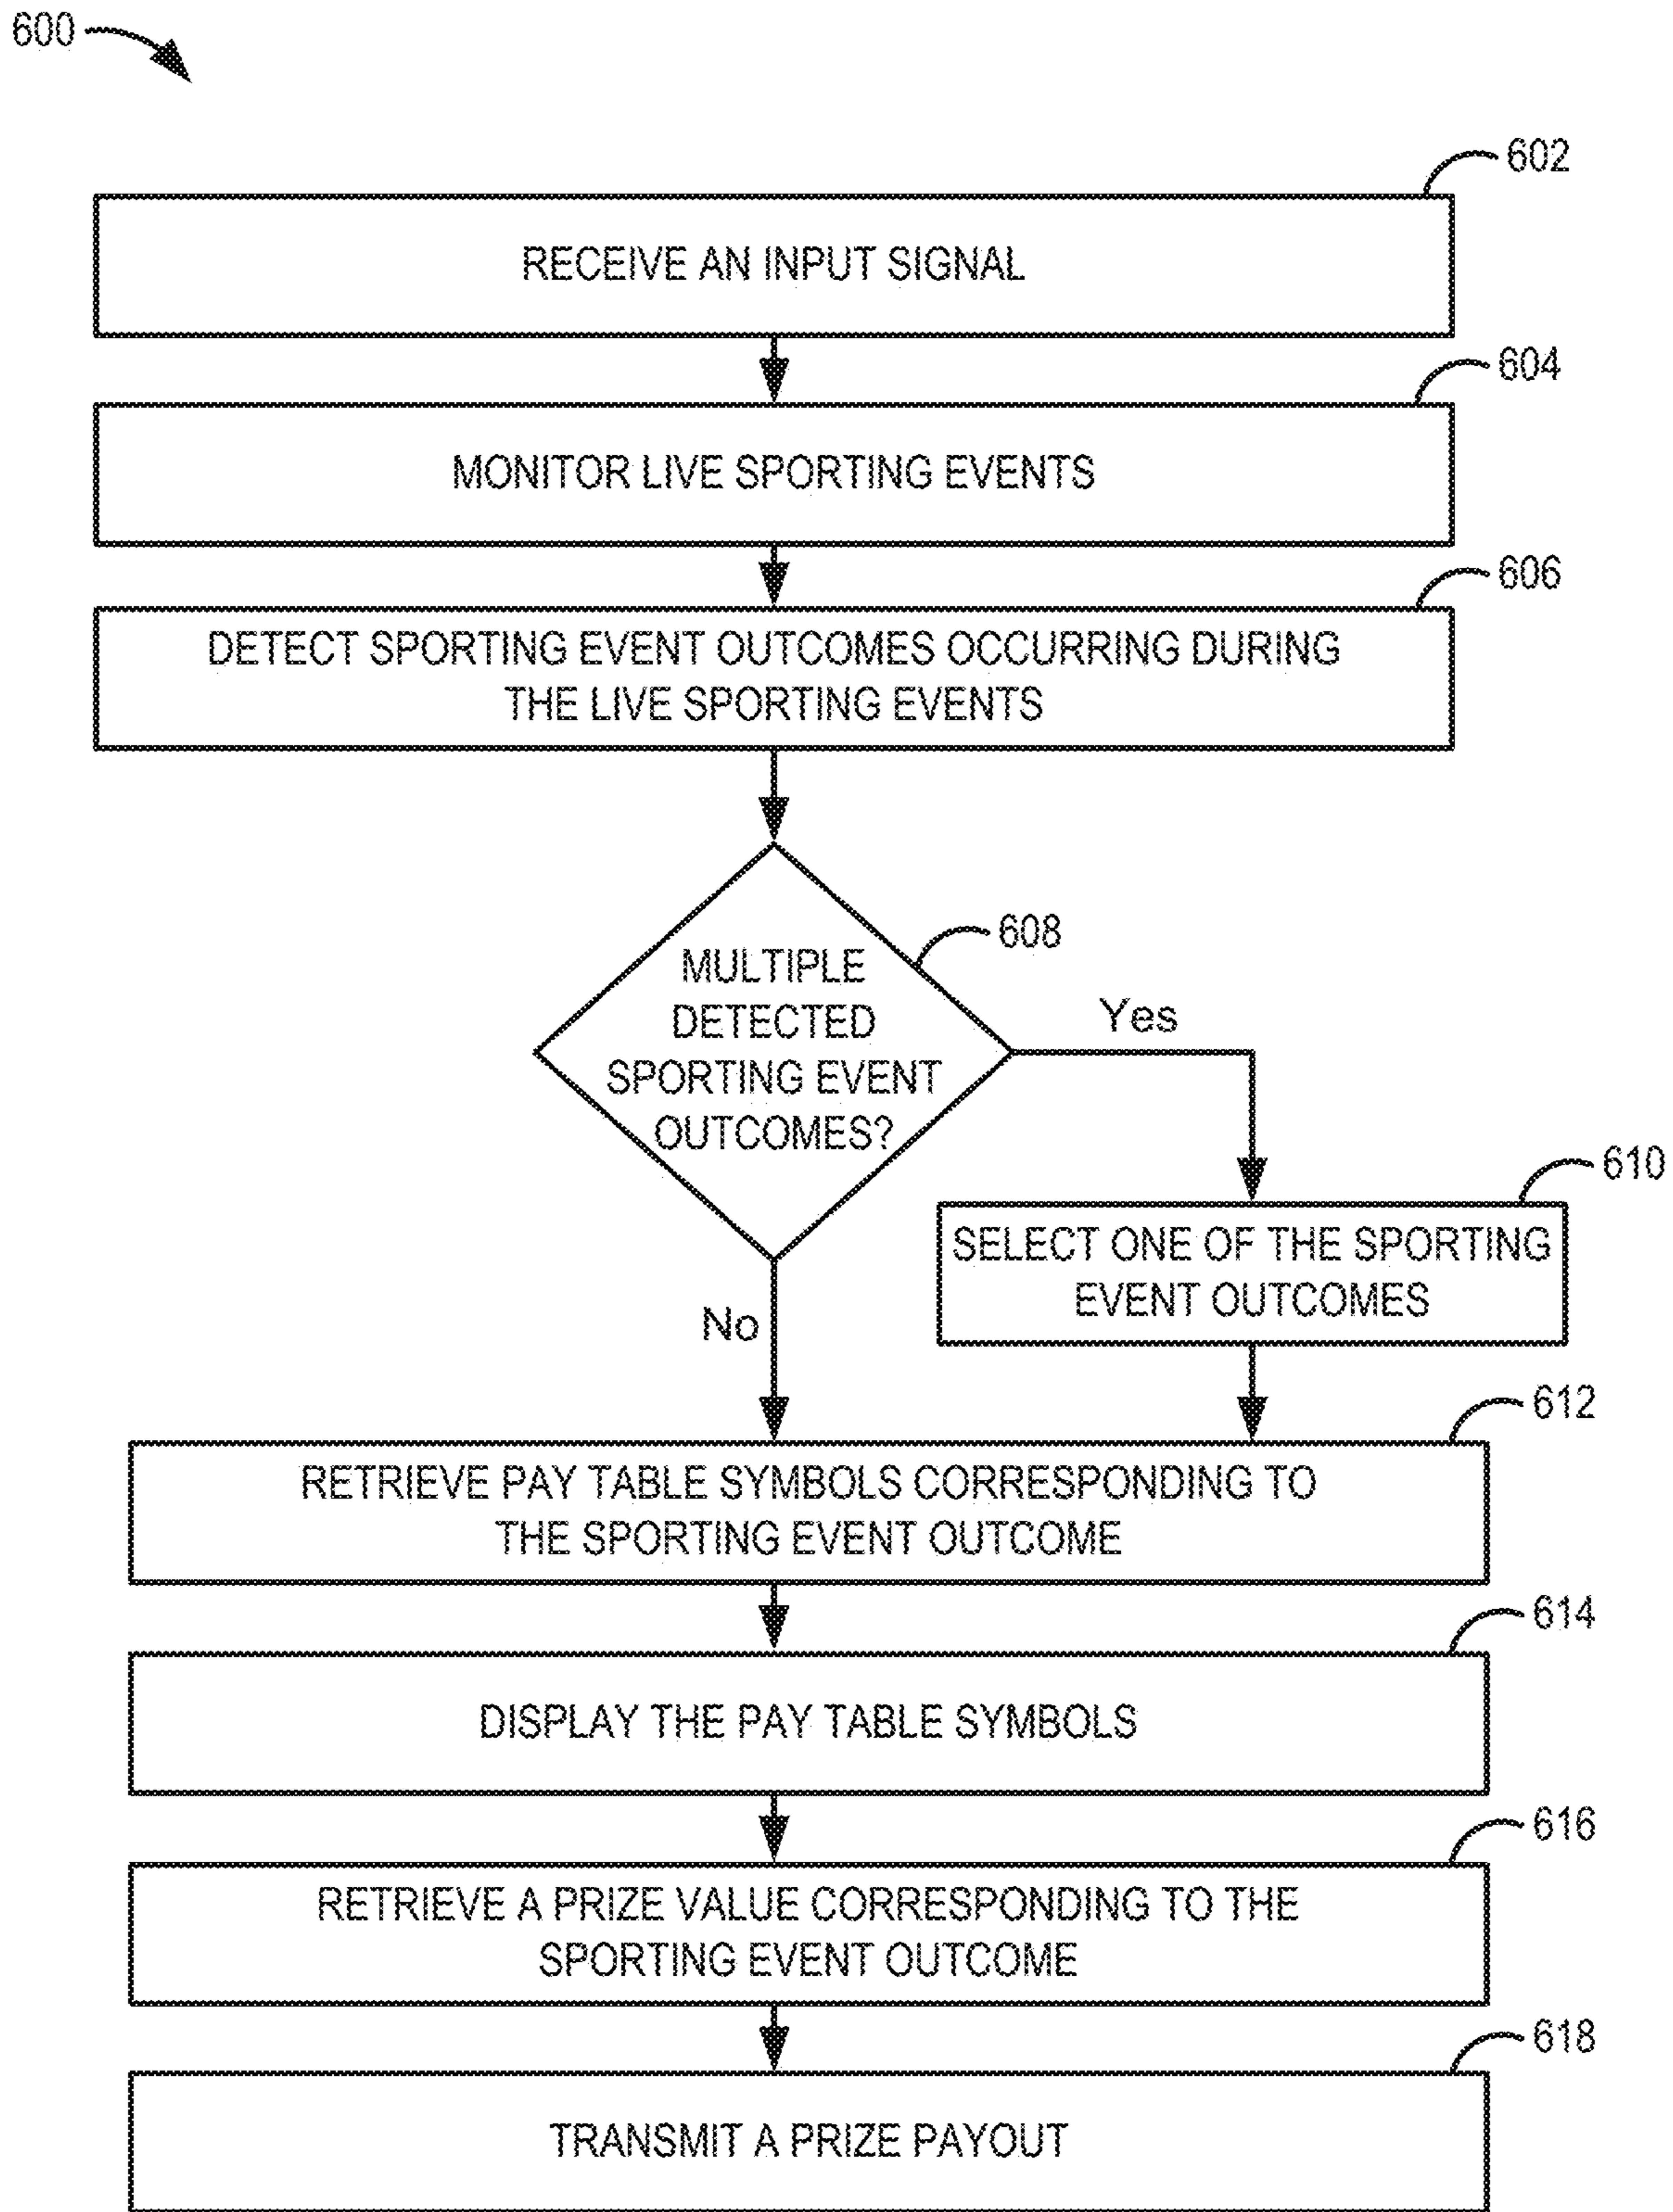 600
602
RECEIVE AN INPUT SIGNAL
604
MONITOR LIVE SPORTING EVENTS
606
DETECT SPORTING EVENT OUTCOMES OCCURRING DURING
THE LIVE SPORTING EVENTS
608
MULTIPLE
DETECTED
SPORTING EVENT
OUTCOMES?
Yes
610
SELECT ONE OF THE SPORTING
EVENT OUTCOMES
No
612
RETRIEVE PAY TABLE SYMBOLS CORRESPONDING TO
THE SPORTING EVENT OUTCOME
614
DISPLAY THE PAY TABLE SYMBOLS
616
RETRIEVE A PRIZE VALUE CORRESPONDING TO THE
SPORTING EVENT OUTCOME
618
TRANSMIT A PRIZE PAYOUT